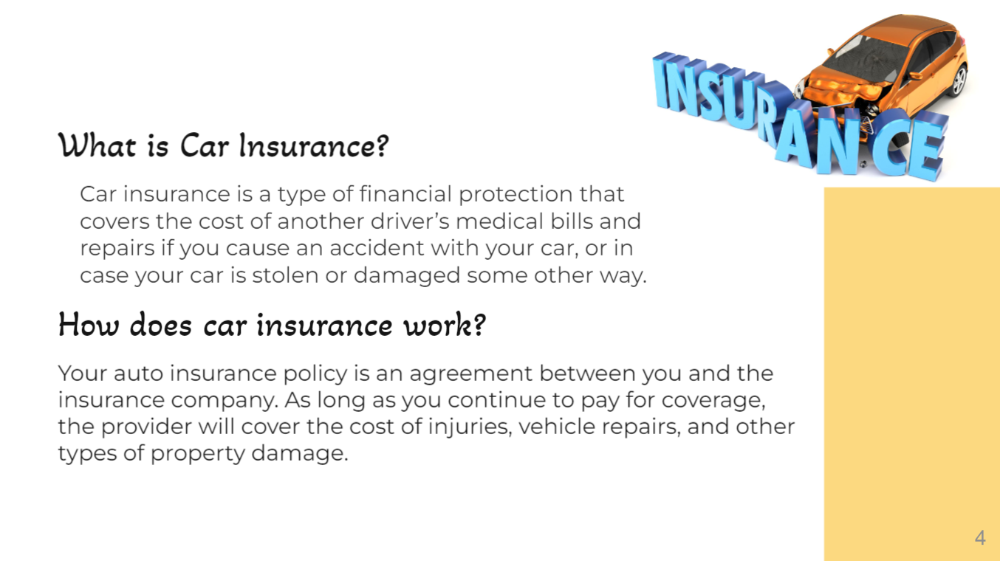 INSURANCE
What is Car Insurance?
Car insurance is a type of financial protection that
covers the cost of another driver’s medical bills and
repairs if you cause an accident with your car, or in
case your car is stolen or damaged some other way.
How does car insurance work?
Your auto insurance policy is an agreement between you and the
insurance company. As long as you continue to pay for coverage,
the provider will cover the cost of injuries, vehicle repairs, and other
types of property damage.
4